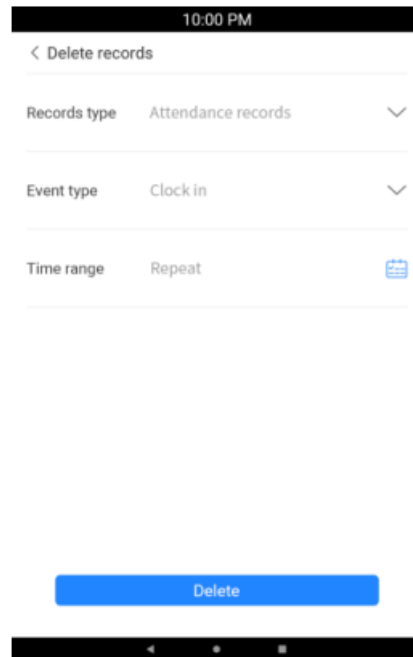 10:00 PM
Delete records
Records type Attendance records
Event type Clock in
Time range Repeat
Delete